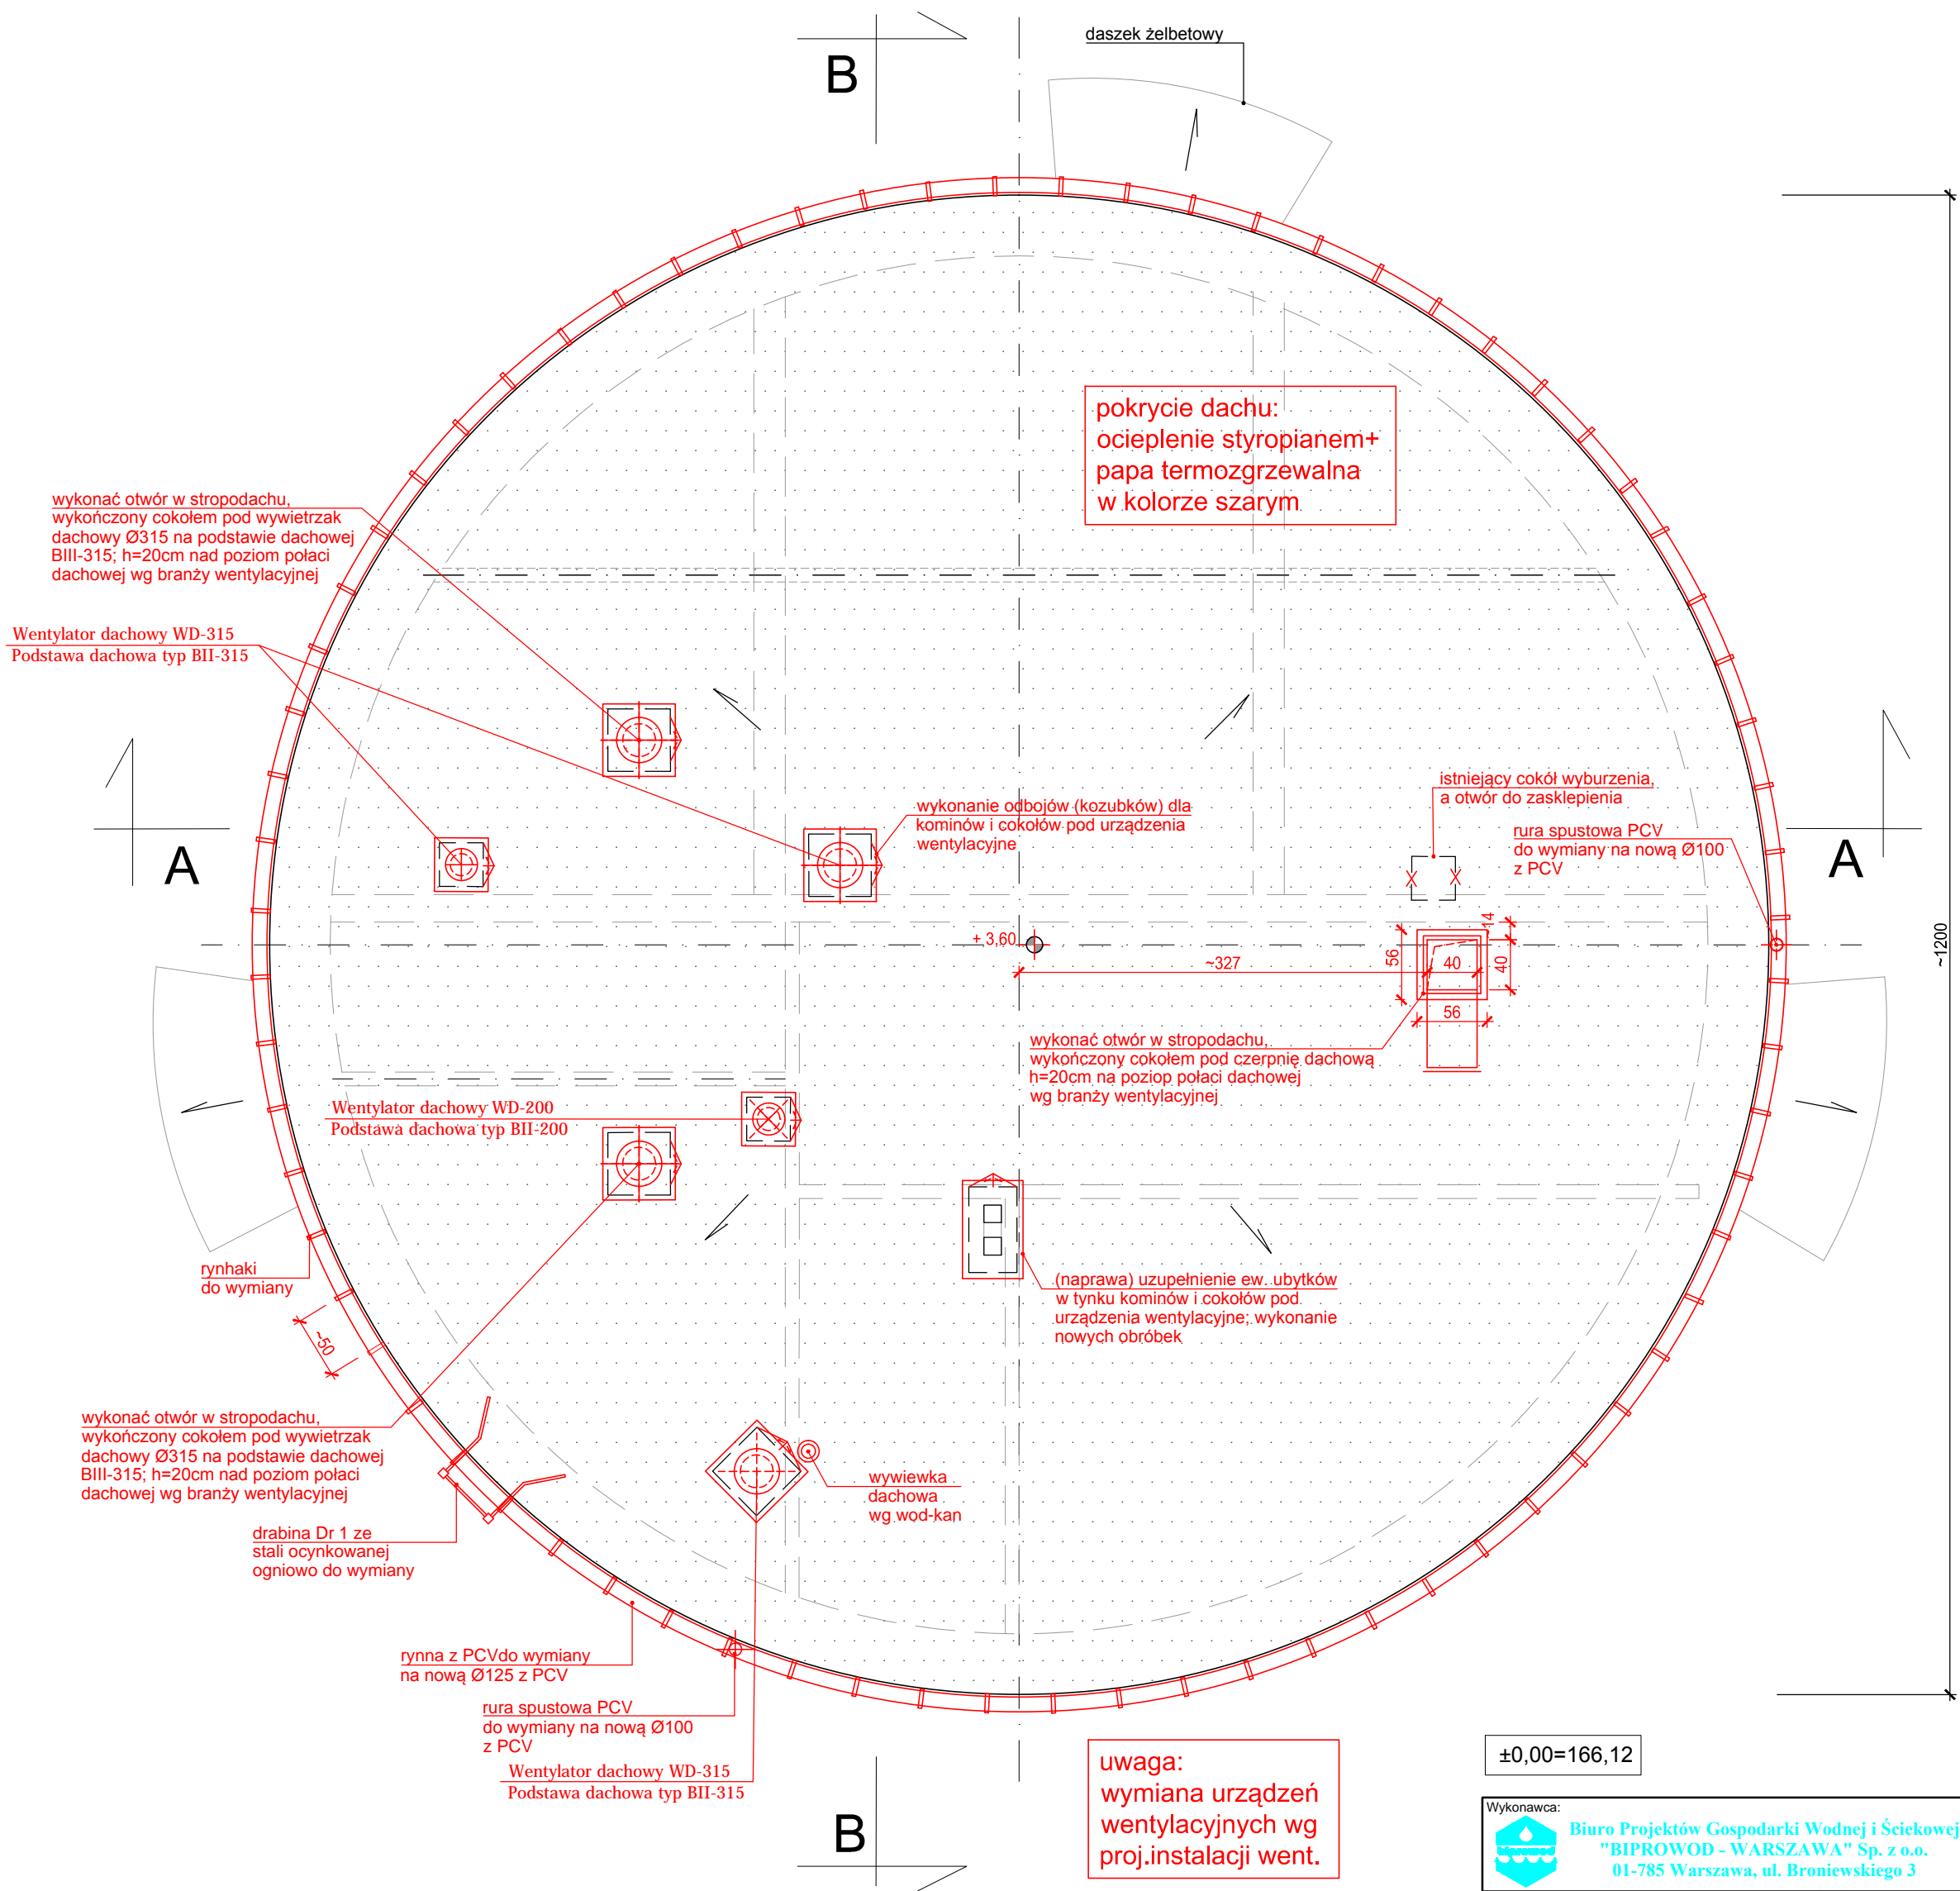 B
daszek żelbetowy
pokrycie dachu:
ocieplenie styropianem+
papa termozgrzewalna
w kolorze szarym
wykonać otwór w stropodachu,
wykończony cokołem pod wywietrzak
dachowy Ø315 na podstawie dachowej
BIII-315; h=20cm nad poziom połaci
dachowej wg branży wentylacyjnej
Wentylator dachowy WD-315
Podstawa dachowa typ BII-315
wykonanie odbojów (kozubków) dla
kominów i cokołów pod urządzenia
wentylacyjne
istniejący cokół wyburzenia,
a otwór do zasklepienia
rura spustowa PCV
do wymiany na nową Ø100
z PCV
A
A
+ 3,60
~327
56
40
40
14
56
~1200
wykonać otwór w stropodachu,
wykończony cokołem pod czerpnię dachową
h=20cm na poziop połaci dachowej
wg branży wentylacyjnej
Wentylator dachowy WD-200
Podstawa dachowa typ BII-200
rynhaki
do wymiany
~50
(naprawa) uzupełnienie ew. ubytków
w tynku kominów i cokołów pod
urządzenia wentylacyjne; wykonanie
nowych obróbek
wykonać otwór w stropodachu,
wykończony cokołem pod wywietrzak
dachowy Ø315 na podstawie dachowej
BIII-315; h=20cm nad poziom połaci
dachowej wg branży wentylacyjnej
wywiewka
dachowa
wg wod-kan
drabina Dr 1 ze
stali ocynkowanej
ogniowo do wymiany
rynna z PCVdo wymiany
na nową Ø125 z PCV
rura spustowa PCV
do wymiany na nową Ø100
z PCV
Wentylator dachowy WD-315
Podstawa dachowa typ BII-315
B
uwaga:
wymiana urządzeń
wentylacyjnych wg
proj.instalacji went.
±0,00=166,12
Wykonawca:
biprowod
Biuro Projektów Gospodarki Wodnej i Ściekowej
"BIPROWOD - WARSZAWA" Sp. z o.o.
01-785 Warszawa, ul. Broniewskiego 3